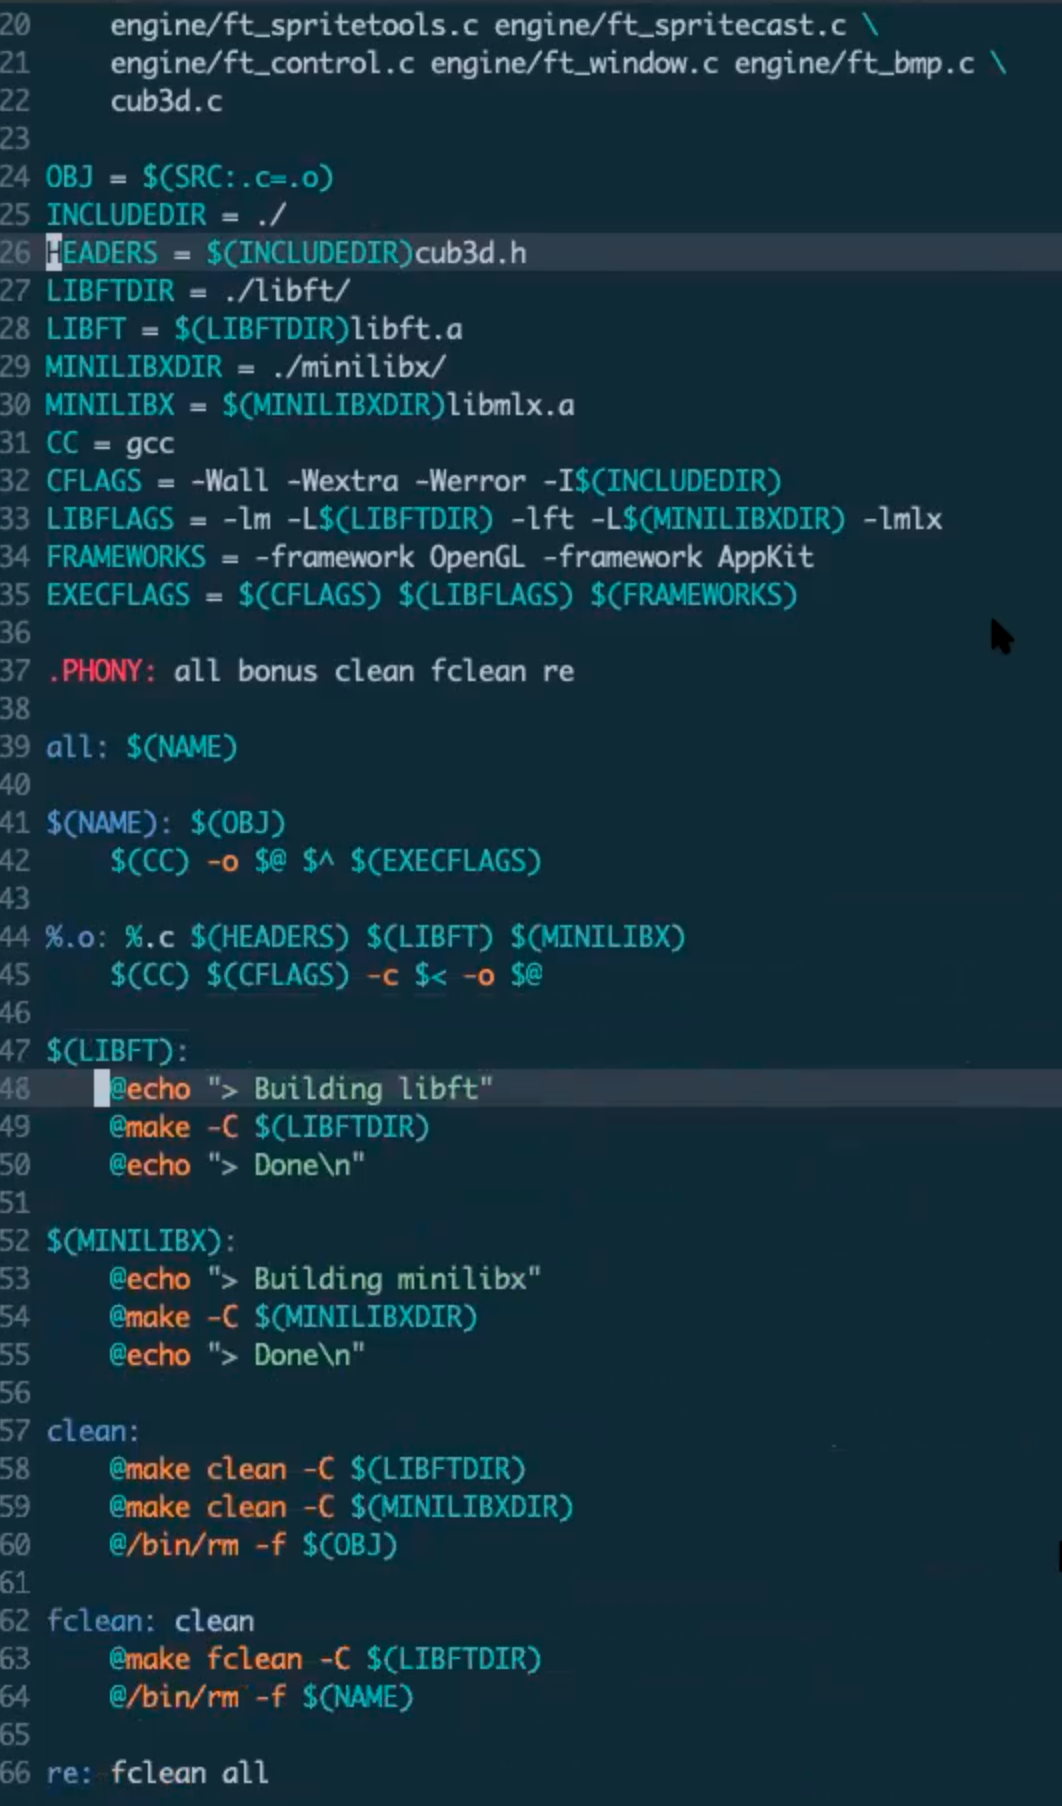 20     engine/ft_spritetools.c engine/ft_spritecast.c \
21     engine/ft_control.c engine/ft_window.c engine/ft_bmp.c \
22     cub3d.c
23
24 OBJ = $(SRC:.c=.o)
25 INCLUDEDIR = ./
26 HEADERS = $(INCLUDEDIR)cub3d.h
27 LIBFTDIR = ./libft/
28 LIBFT = $(LIBFTDIR)libft.a
29 MINILIBXDIR = ./minilibx/
30 MINILIBX = $(MINILIBXDIR)libmlx.a
31 CC = gcc
32 CFLAGS = -Wall -Wextra -Werror -I$(INCLUDEDIR)
33 LIBFLAGS = -lm -L$(LIBFTDIR) -lft -L$(MINILIBXDIR) -lmlx
34 FRAMEWORKS = -framework OpenGL -framework AppKit
35 EXECFLAGS = $(CFLAGS) $(LIBFLAGS) $(FRAMEWORKS)
36
37 .PHONY: all bonus clean fclean re
38
39 all: $(NAME)
40
41 $(NAME): $(OBJ)
42     $(CC) -o $@ $^ $(EXECFLAGS)
43
44 %.o: %.c $(HEADERS) $(LIBFT) $(MINILIBX)
45     $(CC) $(CFLAGS) -c $< -o $@
46
47 $(LIBFT):
48     @echo "> Building libft"
49     @make -C $(LIBFTDIR)
50     @echo "> Done\n"
51
52 $(MINILIBX):
53     @echo "> Building minilibx"
54     @make -C $(MINILIBXDIR)
55     @echo "> Done\n"
56
57 clean:
58     @make clean -C $(LIBFTDIR)
59     @make clean -C $(MINILIBXDIR)
60     @/bin/rm -f $(OBJ)
61
62 fclean: clean
63     @make fclean -C $(LIBFTDIR)
64     @/bin/rm -f $(NAME)
65
66 re: fclean all